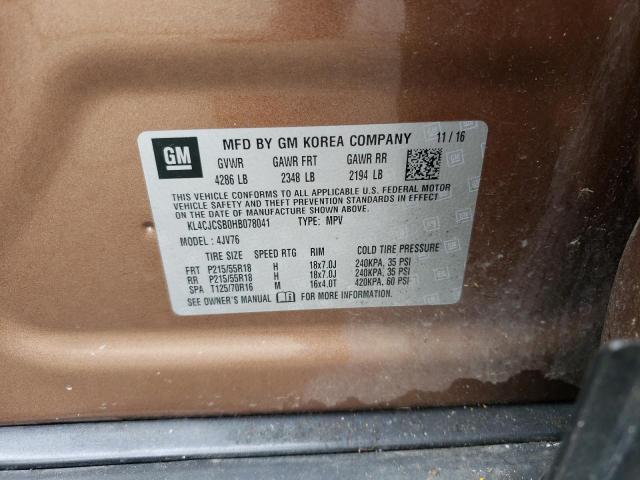 GM
MFD BY GM KOREA COMPANY 11 / 16
GVWR GAWR FRT GAWR RR
4286 LB 2348 LB 2194 LB
THIS VEHICLE CONFORMS TO ALL APPLICABLE U.S. FEDERAL MOTOR
VEHICLE SAFETY AND THEFT PREVENTION STANDARDS IN EFFECT
ON THE DATE OF MANUFACTURE SHOWN ABOVE.
KL4CJCSB0HB078041 TYPE: MPV
MODEL : 4JV76
TIRE SIZE SPEED RTG RIM COLD TIRE PRESSURE
FRT P215/55R18 H 18x7.0J 240KPA, 35 PSI
RR P215/55R18 H 18x7.0J 240KPA, 35 PSI
SPA T125/70R16 M 16x4.0T 420KPA, 60 PSI
SEE OWNER'S MANUAL FOR MORE INFORMATION.